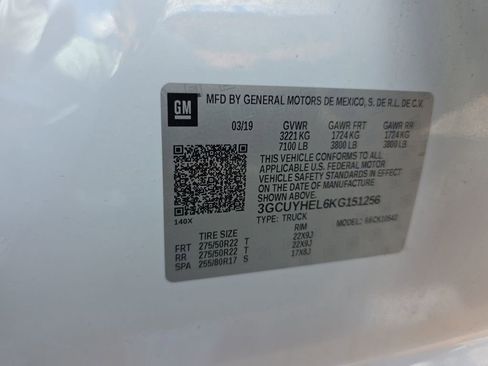 GM
MFD BY GENERAL MOTORS DE MEXICO, S. DE R.L. DE C.V.
03/19 GVWR GAWR FRT GAWR RR
3221 KG 1724 KG 1724 KG
7100 LB 3800 LB 3800 LB
THIS VEHICLE CONFORMS TO ALL
APPLICABLE U.S. FEDERAL MOTOR
VEHICLE SAFETY STANDARDS IN EFFECT
ON THE DATE OF MANUFACTURE
SHOWN ABOVE.
3GCUYHEL6KG151256
TYPE: TRUCK MODEL:
140X
TIRE SIZE RIM
FRT 275/50R22 T 22X9J
RR 275/50R22 T 22X9J
SPA 255/80R17 S 17X8J